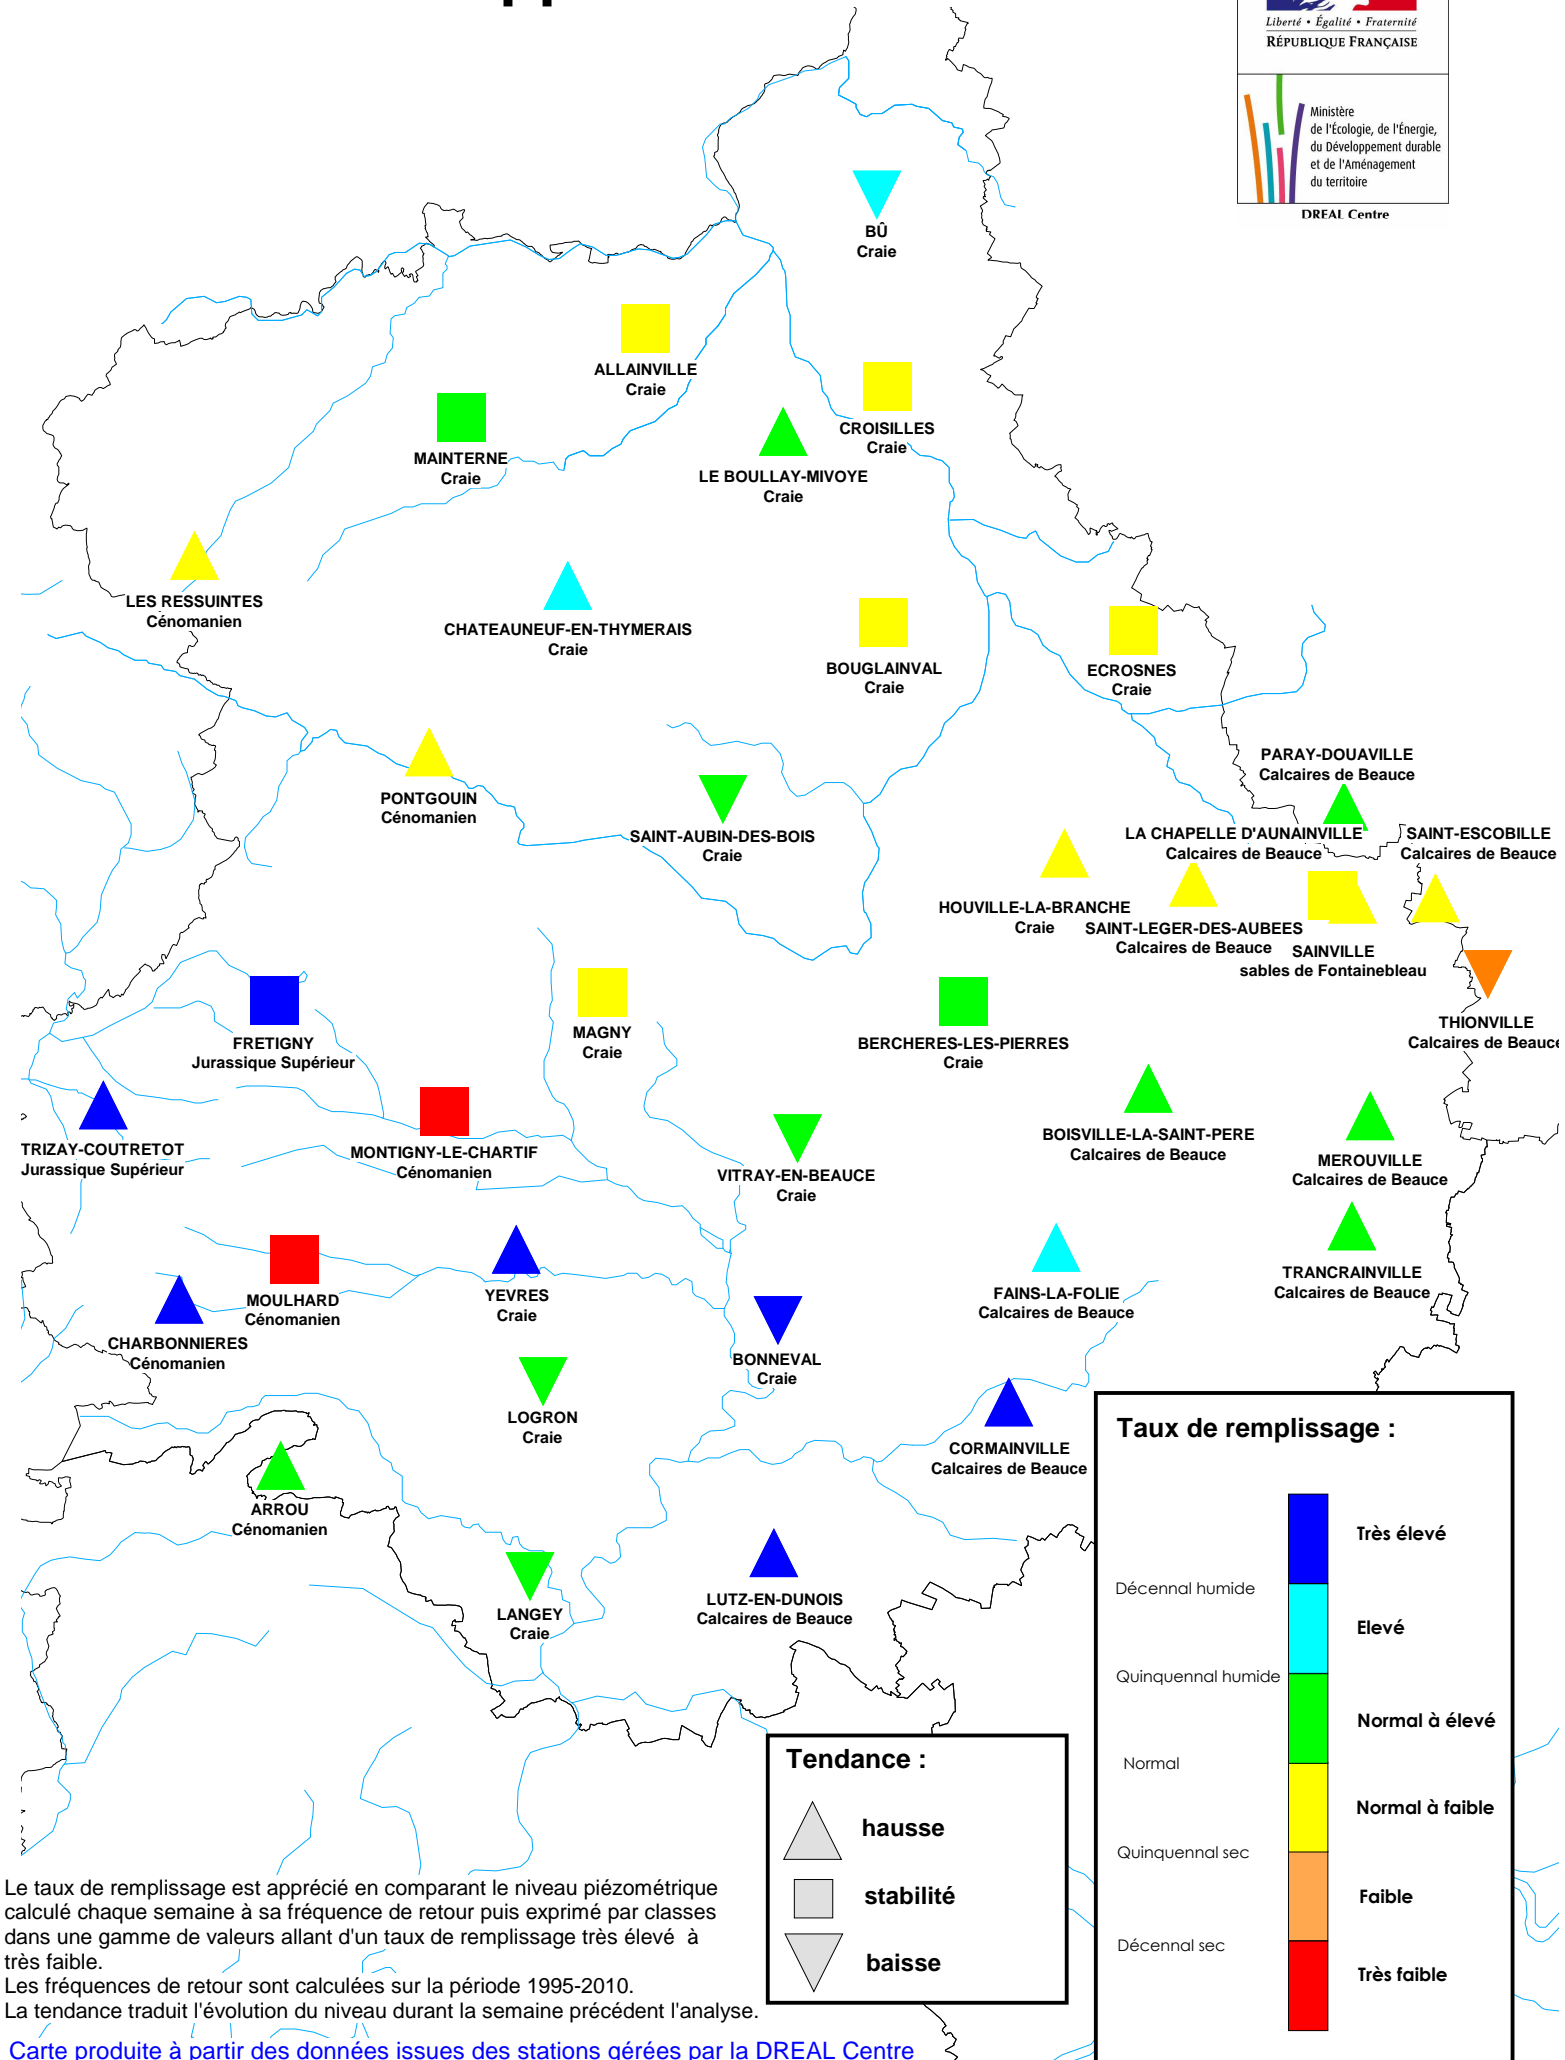 Liberté • Égalité • Fraternité
RÉPUBLIQUE FRANÇAISE
Ministère
de l'Écologie, de l'Énergie,
du Développement durable
et de l'Aménagement
du territoire
DREAL Centre
BÛ
Craie
ALLAINVILLE
Craie
CROISILLES
Craie
MAINTERNE
Craie
LE BOULLAY-MIVOYE
Craie
LES RESSUINTES
Cénomanien
CHATEAUNEUF-EN-THYMERAIS
Craie
BOUGLAINVAL
Craie
ECROSNES
Craie
PARAY-DOUAVILLE
Calcaires de Beauce
PONTGOUIN
Cénomanien
SAINT-AUBIN-DES-BOIS
Craie
LA CHAPELLE D'AUNAINVILLE
Calcaires de Beauce
SAINT-ESCOBILLE
Calcaires de Beauce
HOUVILLE-LA-BRANCHE
Craie
SAINT-LEGER-DES-AUBEES
Calcaires de Beauce
SAINVILLE
sables de Fontainebleau
THIONVILLE
Calcaires de Beauce
FRETIGNY
Jurassique Supérieur
MAGNY
Craie
BERCHERES-LES-PIERRES
Craie
TRIZAY-COUTRETOT
Jurassique Supérieur
MONTIGNY-LE-CHARTIF
Cénomanien
VITRAY-EN-BEAUCE
Craie
BOISVILLE-LA-SAINT-PERE
Calcaires de Beauce
MEROUVILLE
Calcaires de Beauce
MOULHARD
Cénomanien
YEVRES
Craie
FAINS-LA-FOLIE
Calcaires de Beauce
TRANCRAINVILLE
Calcaires de Beauce
CHARBONNIERES
Cénomanien
BONNEVAL
Craie
LOGRON
Craie
CORMAINVILLE
Calcaires de Beauce
ARROU
Cénomanien
LANGEY
Craie
LUTZ-EN-DUNOIS
Calcaires de Beauce
Taux de remplissage :
Très élevé
Décennal humide
Elevé
Quinquennal humide
Normal à élevé
Normal
Normal à faible
Quinquennal sec
Faible
Décennal sec
Très faible
Tendance :
hausse
stabilité
baisse
Le taux de remplissage est apprécié en comparant le niveau piézométrique
calculé chaque semaine à sa fréquence de retour puis exprimé par classes
dans une gamme de valeurs allant d'un taux de remplissage très élevé à
très faible.
Les fréquences de retour sont calculées sur la période 1995-2010.
La tendance traduit l'évolution du niveau durant la semaine précédent l'analyse.
Carte produite à partir des données issues des stations gérées par la DREAL Centre